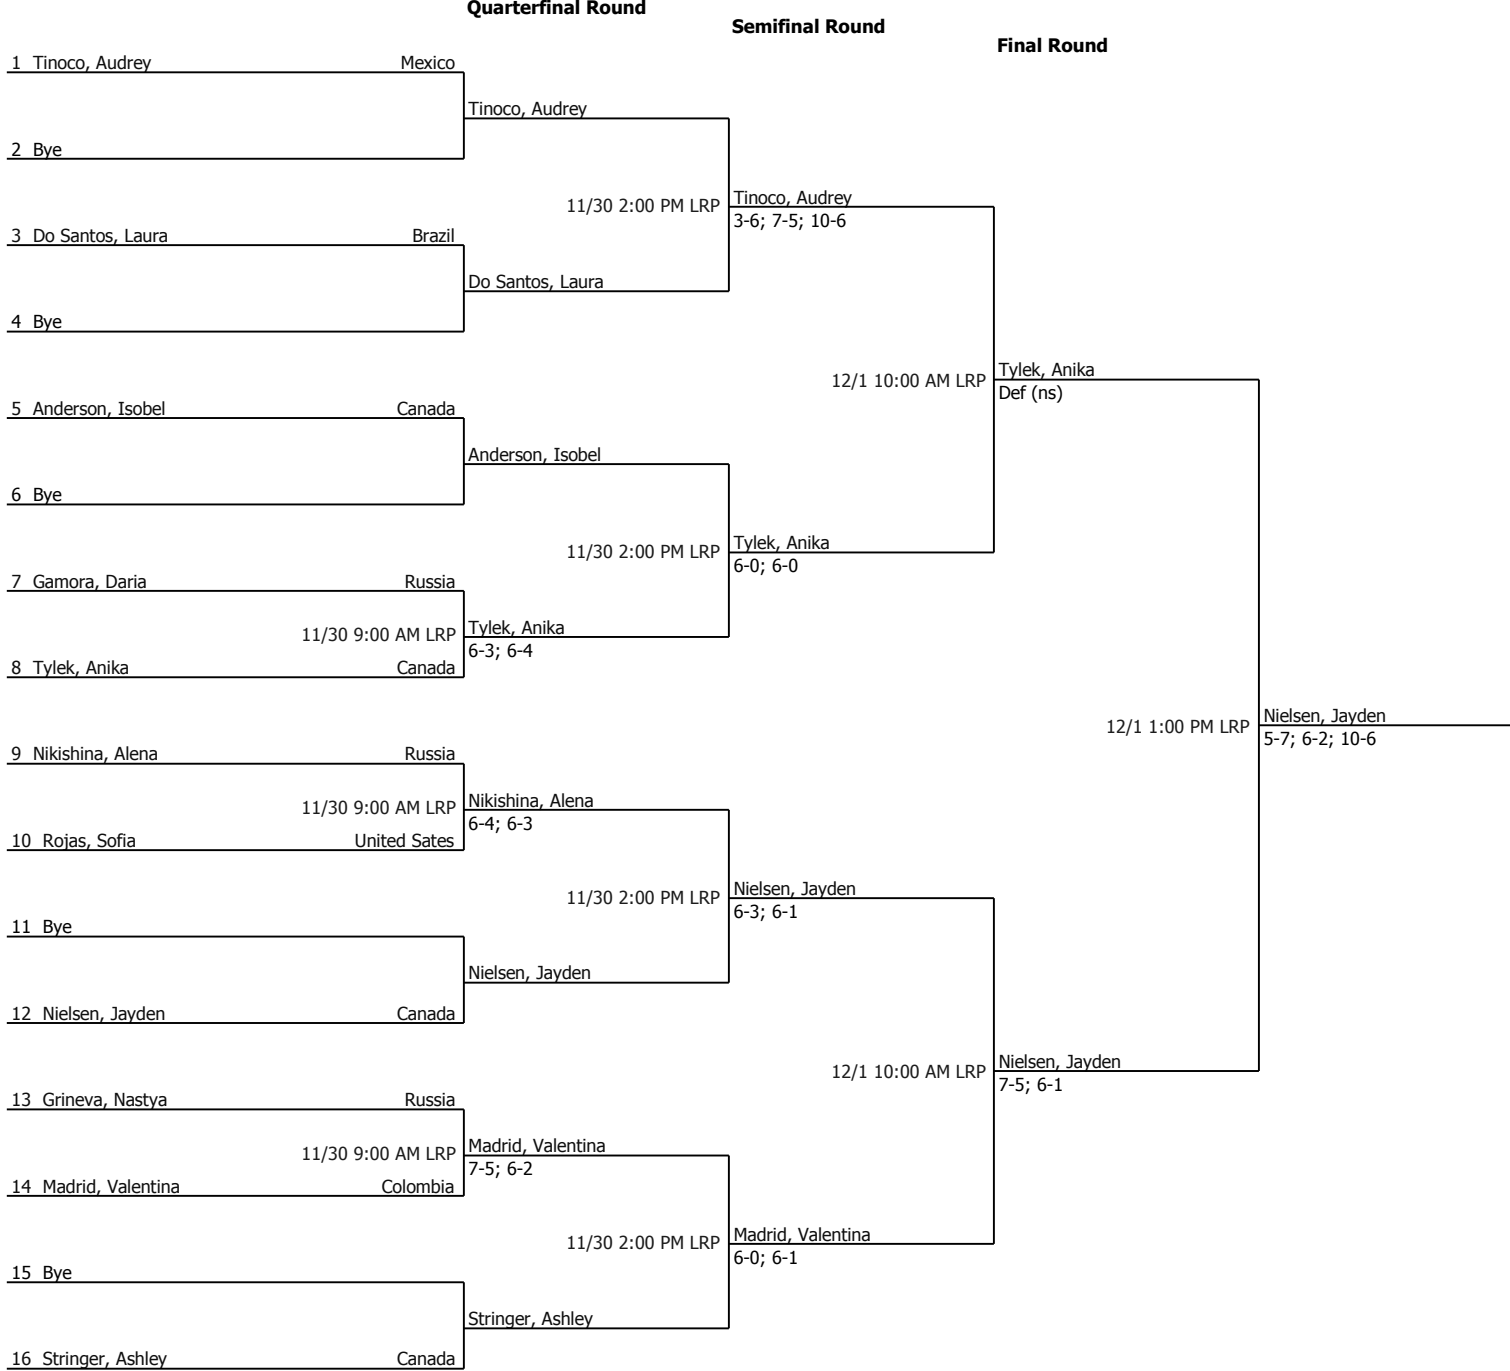 Quarterfinal Round
Semifinal Round
Final Round
1 Tinoco, Audrey Mexico
Tinoco, Audrey
2 Bye
11/30 2:00 PM LRP Tinoco, Audrey
3-6; 7-5; 10-6
3 Do Santos, Laura Brazil
Do Santos, Laura
4 Bye
12/1 10:00 AM LRP Tylek, Anika
Def (ns)
5 Anderson, Isobel Canada
Anderson, Isobel
6 Bye
11/30 2:00 PM LRP Tylek, Anika
6-0; 6-0
7 Gamora, Daria Russia
11/30 9:00 AM LRP Tylek, Anika
6-3; 6-4
8 Tylek, Anika Canada
12/1 1:00 PM LRP Nielsen, Jayden
5-7; 6-2; 10-6
9 Nikishina, Alena Russia
11/30 9:00 AM LRP Nikishina, Alena
6-4; 6-3
10 Rojas, Sofia United Sates
11/30 2:00 PM LRP Nielsen, Jayden
6-3; 6-1
11 Bye
Nielsen, Jayden
12 Nielsen, Jayden Canada
12/1 10:00 AM LRP Nielsen, Jayden
7-5; 6-1
13 Grineva, Nastya Russia
11/30 9:00 AM LRP Madrid, Valentina
7-5; 6-2
14 Madrid, Valentina Colombia
11/30 2:00 PM LRP Madrid, Valentina
6-0; 6-1
15 Bye
Stringer, Ashley
16 Stringer, Ashley Canada